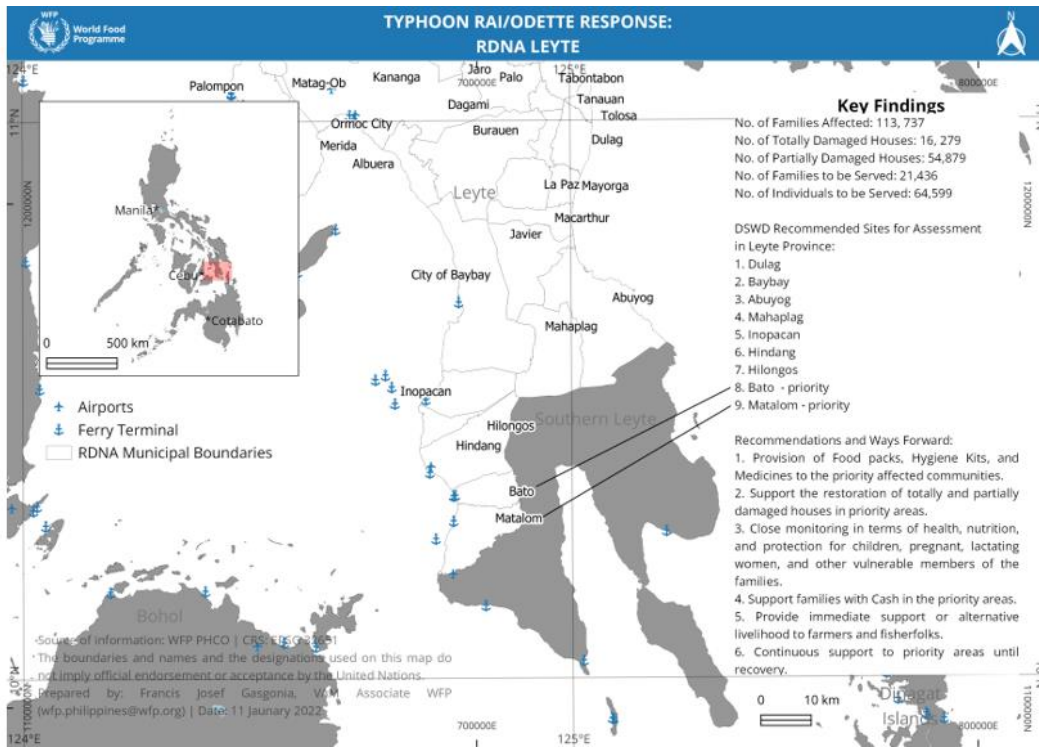 WFP
World Food
Programme
TYPHOON RAI/ODETTE RESPONSE:
RDNA LEYTE
N
124°E
700000E
125°E
800000E
11°N
1200000N
1200000N
Palompon
Matag-Ob
Kananga
Jaro
Palo
Tabontabon
Dagami
Tanauan
Tolosa
Ormoc City
Burauen
Dulag
Merida
Albuera
Leyte
La Paz
Mayorga
Macarthur
Javier
City of Baybay
Abuyog
Mahaplag
Inopacan
Southern Leyte
Hilongos
Hindang
Bato
Matalom
Bohol
Dinagat
Islands
Manila*
Cebu*
*Cotabato
0 500 km
Airports
Ferry Terminal
RDNA Municipal Boundaries
Key Findings
No. of Families Affected: 113, 737
No. of Totally Damaged Houses: 16, 279
No. of Partially Damaged Houses: 54,879
No. of Families to be Served: 21,436
No. of Individuals to be Served: 64,599
DSWD Recommended Sites for Assessment
in Leyte Province:
1. Dulag
2. Baybay
3. Abuyog
4. Mahaplag
5. Inopacan
6. Hindang
7. Hilongos
8. Bato - priority
9. Matalom - priority
Recommendations and Ways Forward:
1. Provision of Food packs, Hygiene Kits, and
Medicines to the priority affected communities.
2. Support the restoration of totally and partially
damaged houses in priority areas.
3. Close monitoring in terms of health, nutrition,
and protection for children, pregnant, lactating
women, and other vulnerable members of the
families.
4. Support families with Cash in the priority areas.
5. Provide immediate support or alternative
livelihood to farmers and fisherfolks.
6. Continuous support to priority areas until
recovery.
Source of information: WFP PHCO | CRS: EPSG:32651
*The boundaries and names and the designations used on this map do
not imply official endorsement or acceptance by the United Nations.
Prepared by: Francis Josef Gasgonia, VAM Associate WFP
(wfp.philippines@wfp.org) | Date: 11 Jaunary 2022
0 10 km
10°N
1100000N
1100000N
124°E
700000E
125°E
800000E